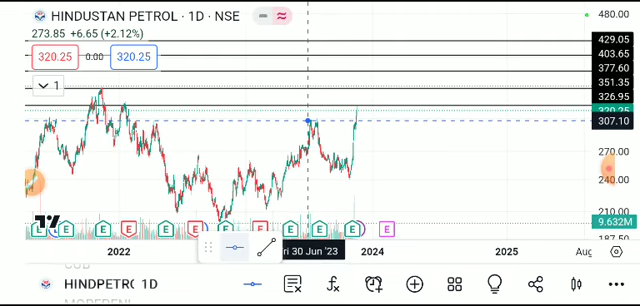 HINDUSTAN PETROL · 1D · NSE
480.00
273.85 +6.65 (+2.12%)
429.05
320.25 0.00 320.25
403.65
377.60
1
351.35
326.95
320.25
307.10
270.00
240.00
210.00
9.632M
E E E E E E E E E E
187.50
2022 Fri 30 Jun '23 2024 2025 Aug
HINDPETRO 1D